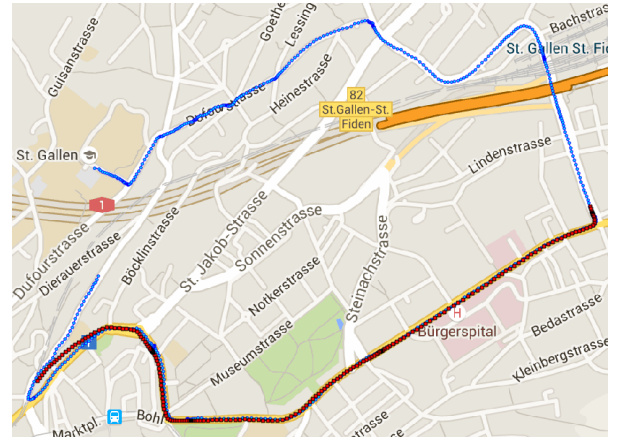 Guisanstrasse
Goethe
Lessing
Bachstrasse
St. Gallen St. Fid
Heinestrasse
Dufourstrasse
82
St.Gallen-St.
Fiden
Lindenstrasse
St. Gallen
1
Dufourstrasse
Dierauerstrasse
Böcklinstrasse
St. Jakob-Strasse
Sonnenstrasse
Steinachstrasse
Notkerstrasse
Museumstrasse
H
Bürgerspital
Bedastrasse
Kleinbergstrasse
Marktpl.
Bohl